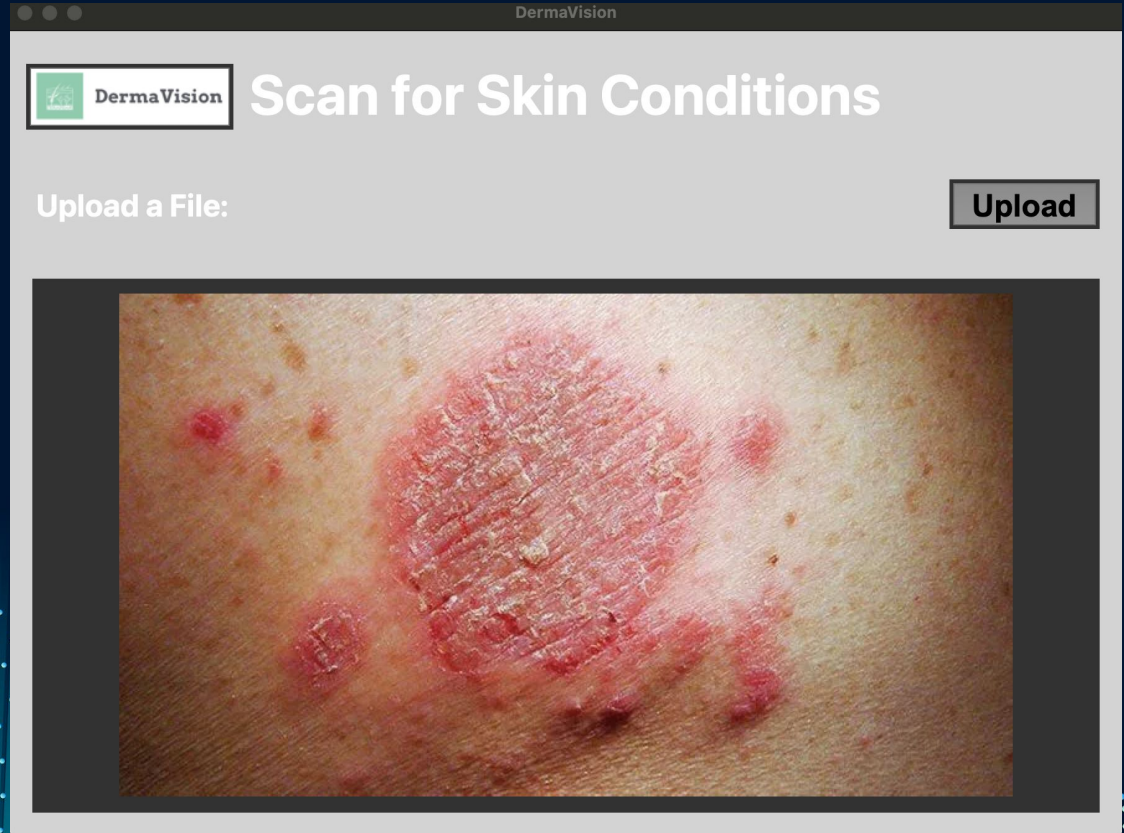 DermaVision
DermaVision
Scan for Skin Conditions
Upload a File:
Upload